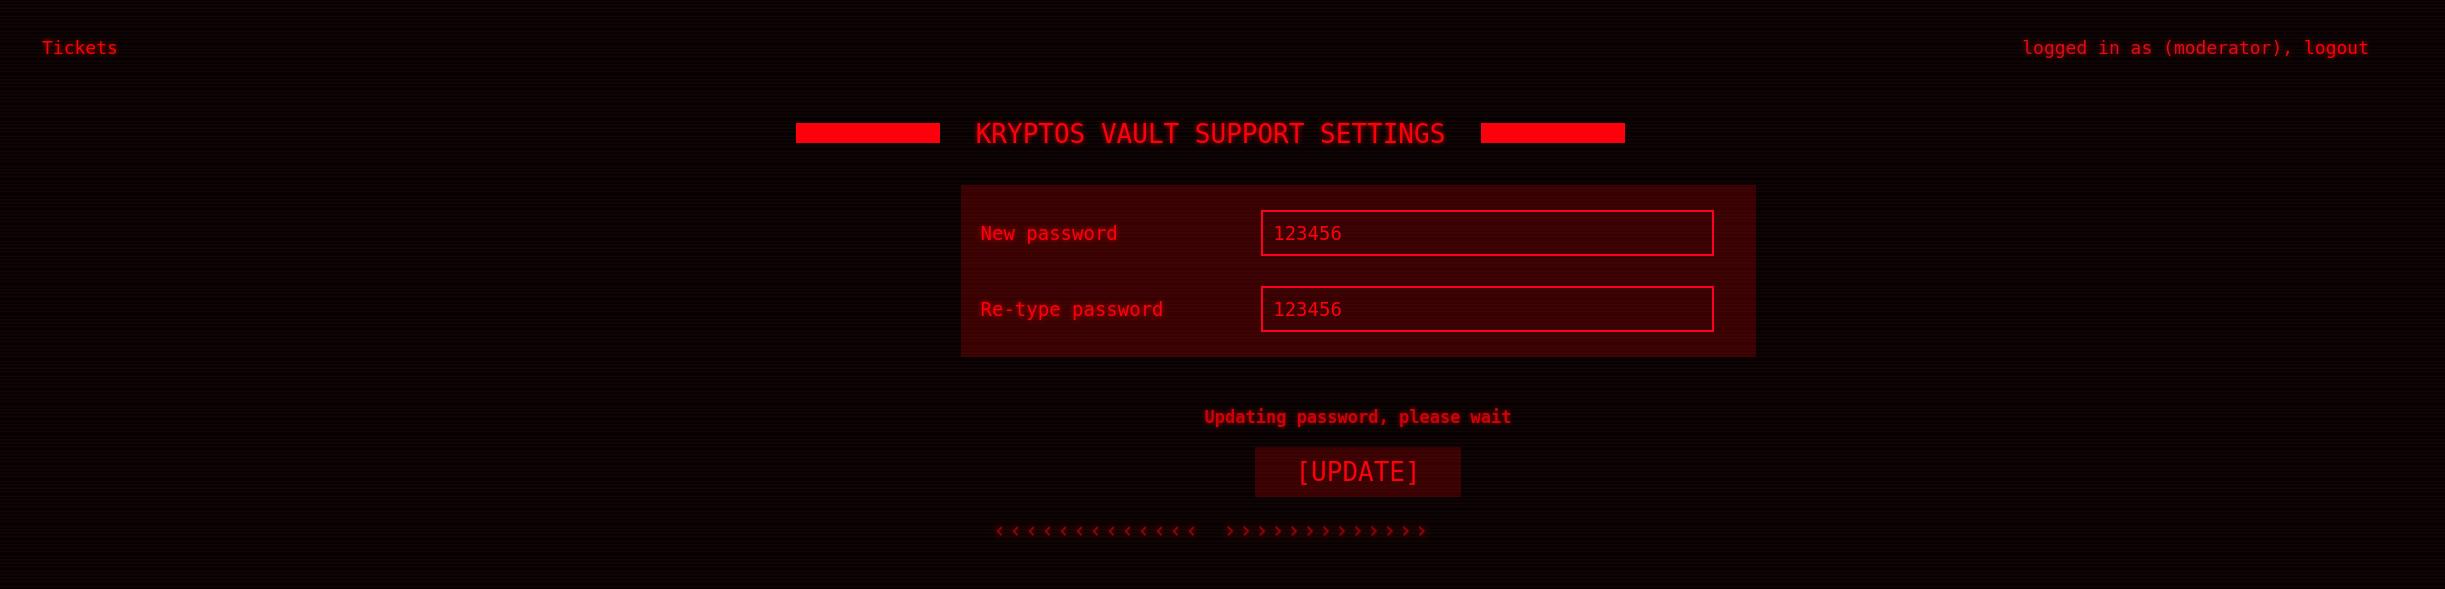 Tickets
logged in as (moderator), logout
KRYPTOS VAULT SUPPORT SETTINGS
New password
123456
Re-type password
123456
Updating password, please wait
[UPDATE]
‹‹‹‹‹‹‹‹‹‹‹‹‹ ›››››››››››››